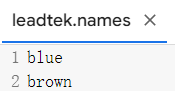 leadtek.names ×
1 blue
2 brown